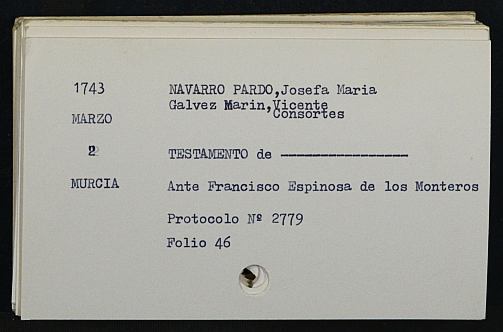 1743 NAVARRO PARDO,Josefa Maria
Galvez Marin,Vicente
MARZO Consortes
2 TESTAMENTO de -----------------
MURCIA Ante Francisco Espinosa de los Monteros
Protocolo Nº 2779
Folio 46